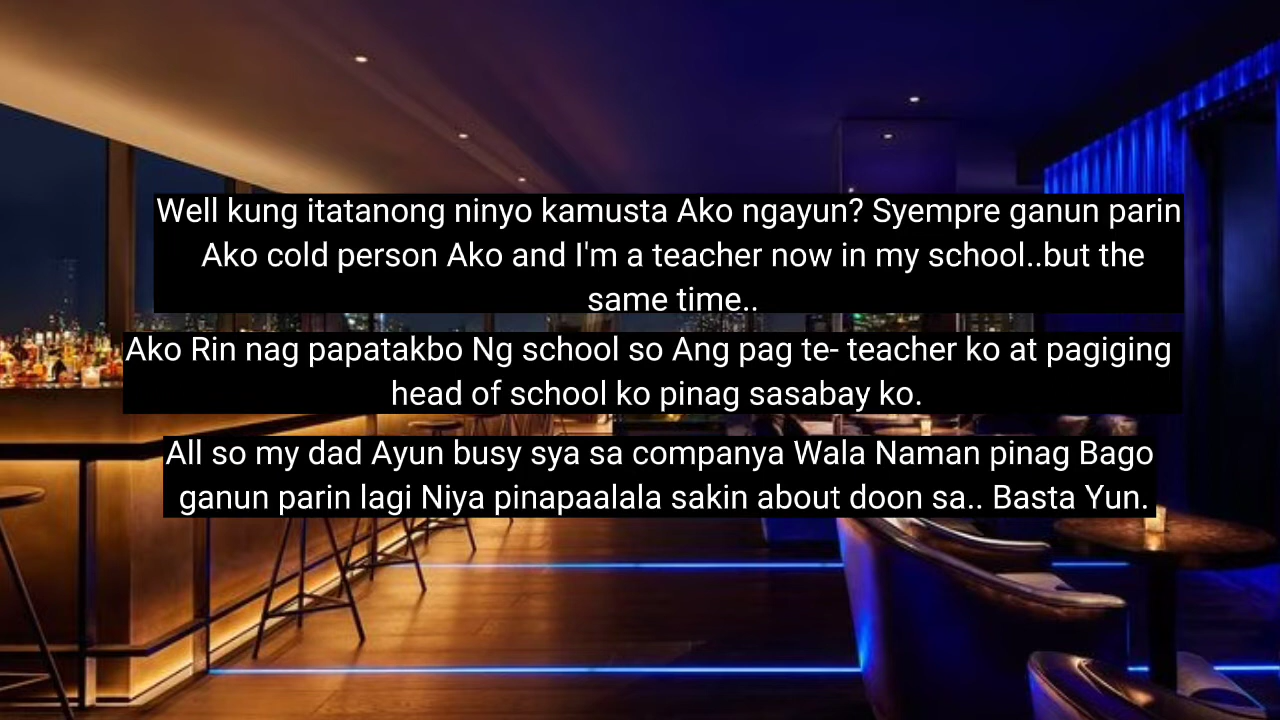 Well kung itatanong ninyo kamusta Ako ngayun? Syempre ganun parin
Ako cold person Ako and I'm a teacher now in my school..but the
same time..
Ako Rin nag papatakbo Ng school so Ang pag te- teacher ko at pagiging
head of school ko pinag sasabay ko.
All so my dad Ayun busy sya sa companya Wala Naman pinag Bago
ganun parin lagi Niya pinapaalala sakin about doon sa.. Basta Yun.